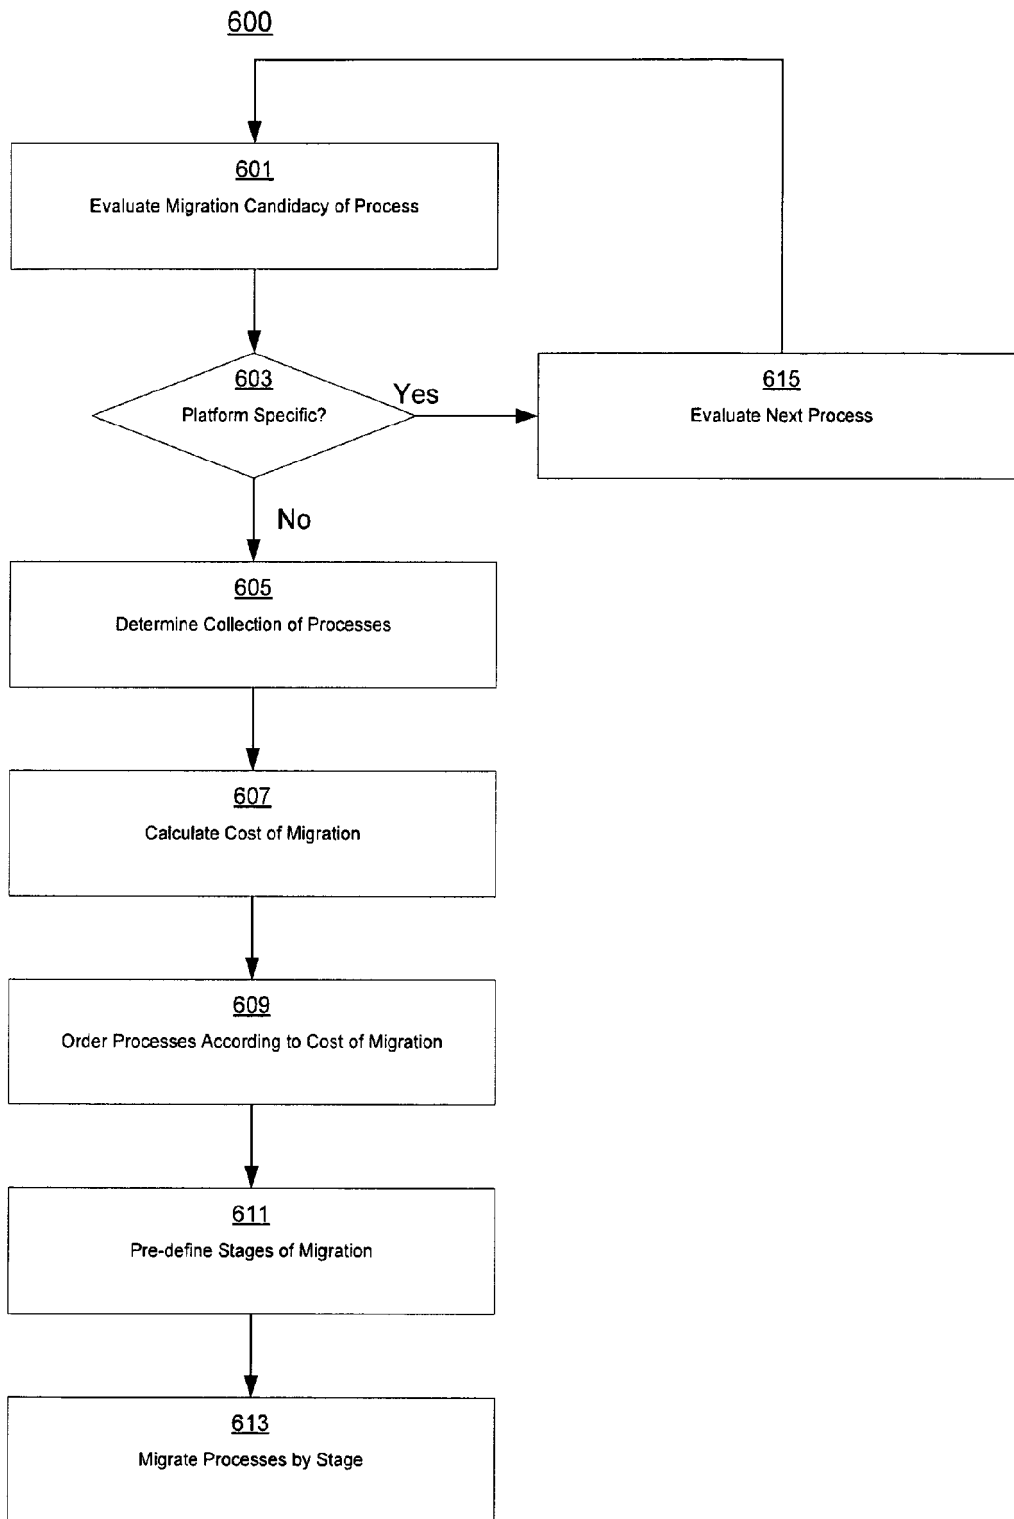 600
601
Evaluate Migration Candidacy of Process
603
Platform Specific?
Yes
615
Evaluate Next Process
No
605
Determine Collection of Processes
607
Calculate Cost of Migration
609
Order Processes According to Cost of Migration
611
Pre-define Stages of Migration
613
Migrate Processes by Stage